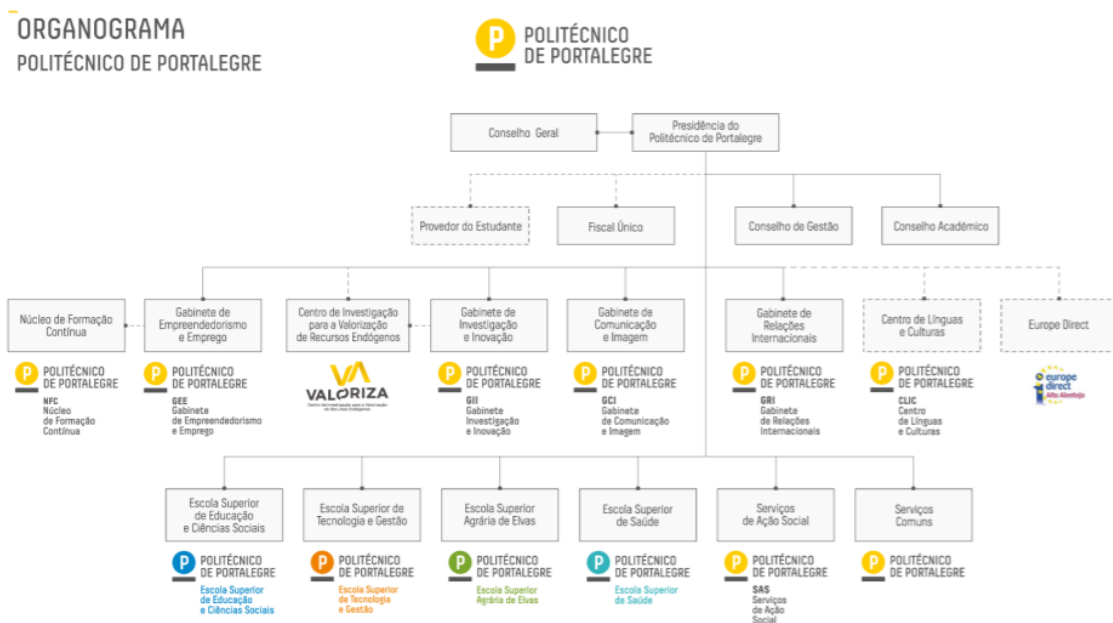 ORGANOGRAMA
POLITÉCNICO DE PORTALEGRE
P
POLITÉCNICO
DE PORTALEGRE
Conselho Geral
Presidência do
Politécnico de Portalegre
Provedor do Estudante
Fiscal Único
Conselho de Gestão
Conselho Académico
Núcleo de Formação
Contínua
Gabinete de
Empreendedorismo
e Emprego
Centro de Investigação
para a Valorização
de Recursos Endógenos
Gabinete de
Investigação
e Inovação
Gabinete de
Comunicação
e Imagem
Gabinete de
Relações
Internacionais
Centro de Línguas
e Culturas
Europe Direct
P
POLITÉCNICO
DE PORTALEGRE
NFC
Núcleo
de Formação
Contínua
P
POLITÉCNICO
DE PORTALEGRE
GEE
Gabinete
de Empreendedorismo
e Emprego
VA
VALORIZA
Centro de Investigação para a Valorização
de Recursos Endógenos
P
POLITÉCNICO
DE PORTALEGRE
GII
Gabinete
Investigação
e Inovação
P
POLITÉCNICO
DE PORTALEGRE
GCI
Gabinete
de Comunicação
e Imagem
P
POLITÉCNICO
DE PORTALEGRE
GRI
Gabinete
de Relações
Internacionais
P
POLITÉCNICO
DE PORTALEGRE
CLIC
Centro
de Línguas
e Culturas
europe
direct
Alto Alentejo
Escola Superior
de Educação
e Ciências Sociais
Escola Superior de
Tecnologia e Gestão
Escola Superior
Agrária de Elvas
Escola Superior
de Saúde
Serviços
de Ação Social
Serviços
Comuns
P
POLITÉCNICO
DE PORTALEGRE
Escola Superior
de Educação
e Ciências Sociais
P
POLITÉCNICO
DE PORTALEGRE
Escola Superior
de Tecnologia
e Gestão
P
POLITÉCNICO
DE PORTALEGRE
Escola Superior
Agrária de Elvas
P
POLITÉCNICO
DE PORTALEGRE
Escola Superior
de Saúde
P
POLITÉCNICO
DE PORTALEGRE
SAS
Serviços
de Ação
Social
P
POLITÉCNICO
DE PORTALEGRE